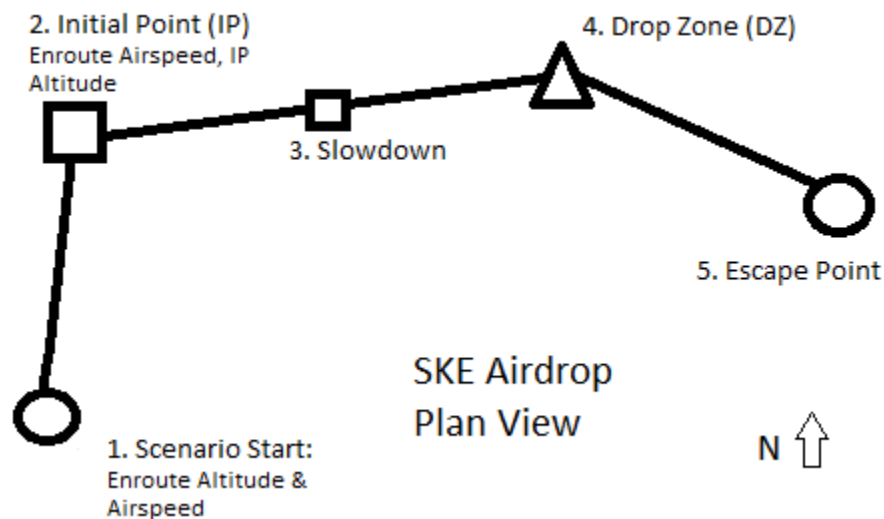 2. Initial Point (IP)
Enroute Airspeed, IP
Altitude
4. Drop Zone (DZ)
3. Slowdown
5. Escape Point
SKE Airdrop
Plan View
N
1. Scenario Start:
Enroute Altitude &
Airspeed